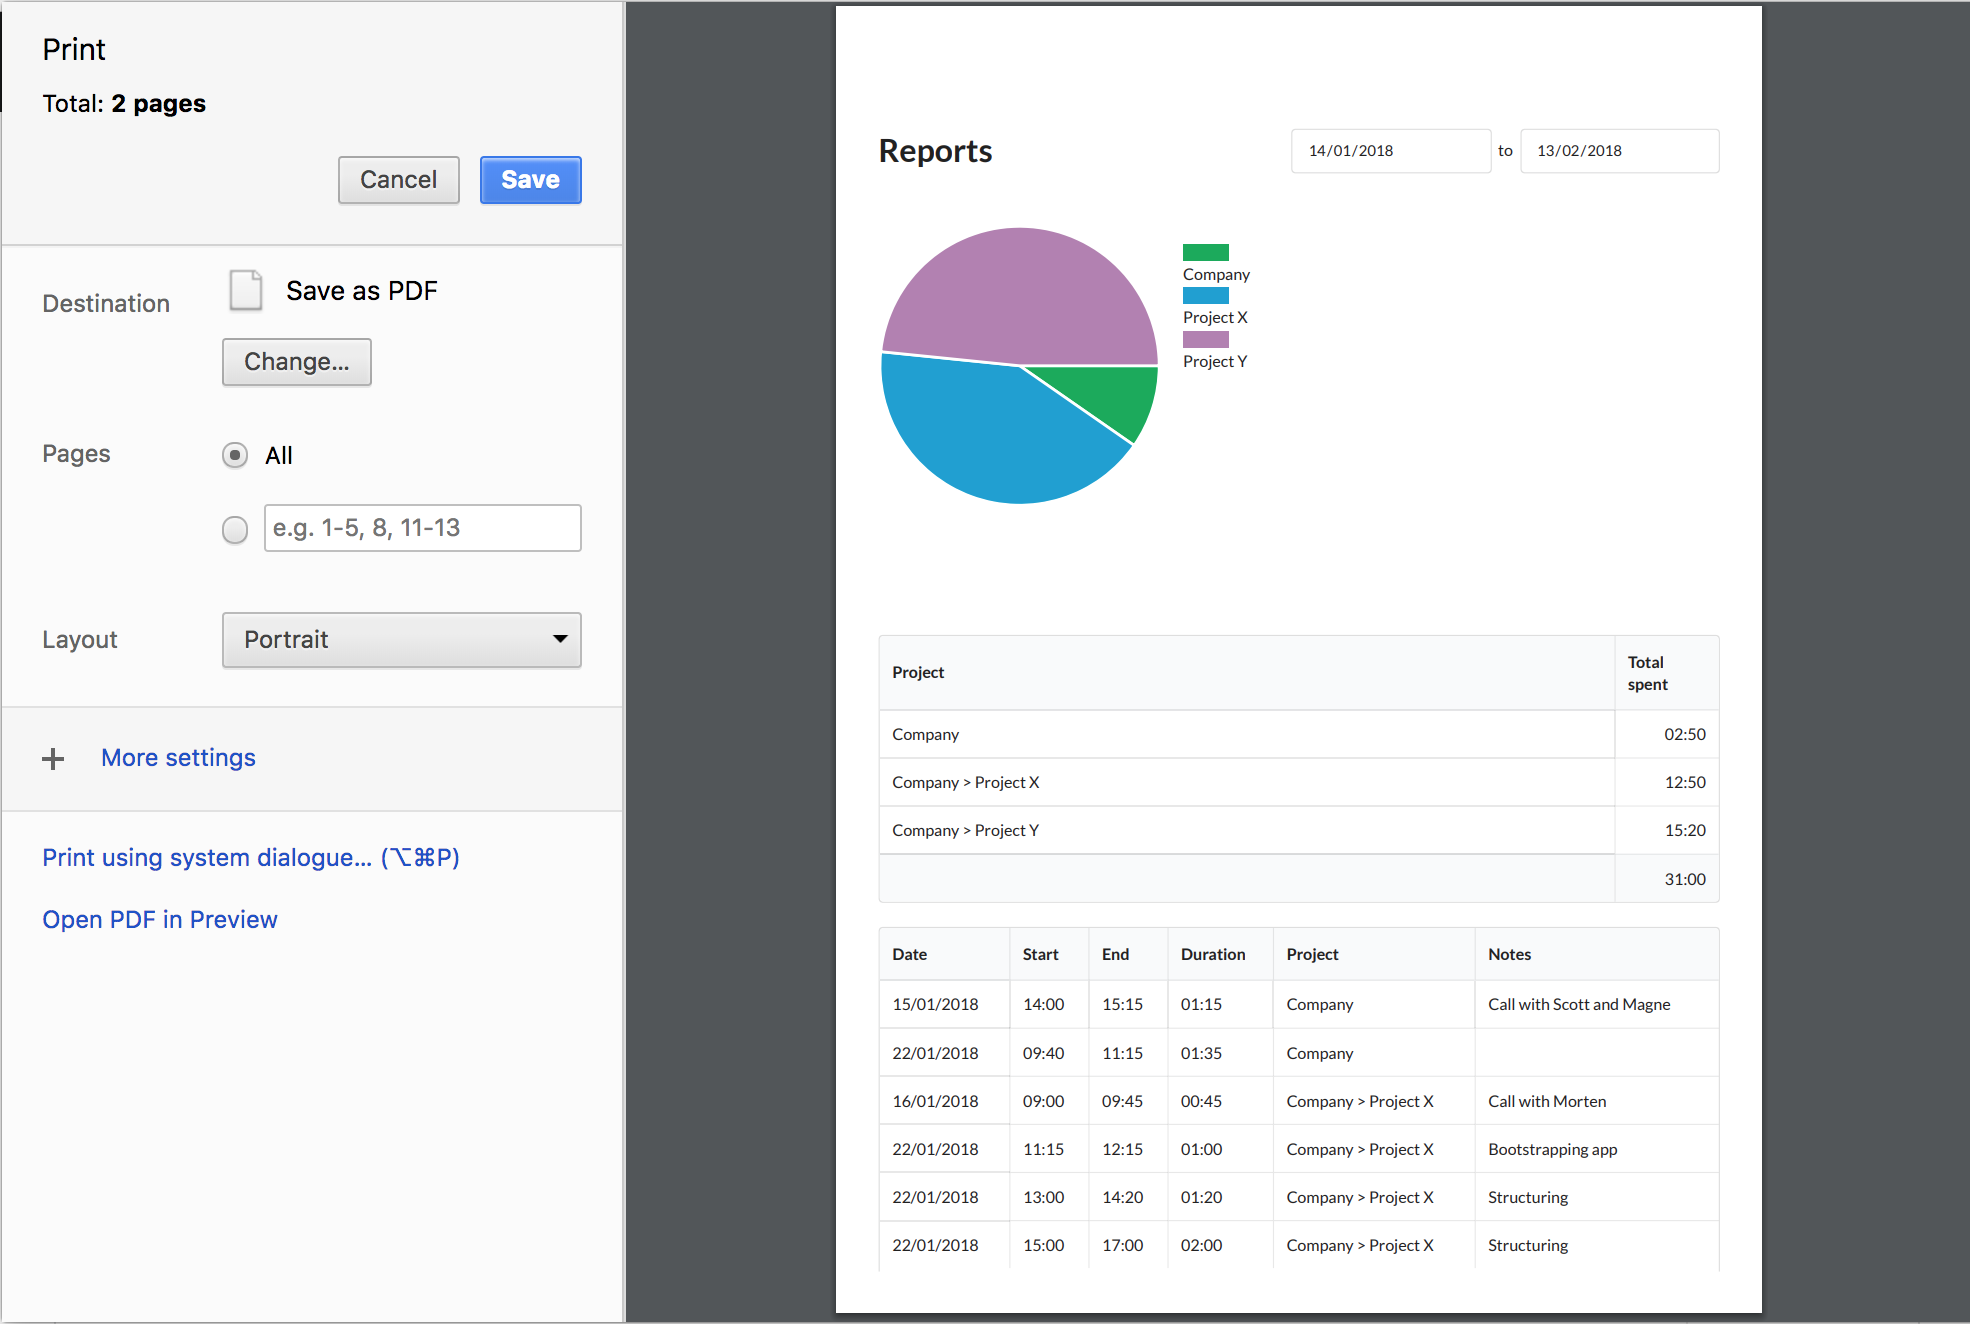 Print
Total: 2 pages
Cancel
Save
Destination
Save as PDF
Change...
Pages
All
e.g. 1-5, 8, 11-13
Layout
Portrait
+ More settings
Print using system dialogue... (⌥⌘P)
Open PDF in Preview
Reports
14/01/2018 to 13/02/2018
Company
Project X
Project Y
Project Total spent
Company 02:50
Company > Project X 12:50
Company > Project Y 15:20
31:00
Date Start End Duration Project Notes
15/01/2018 14:00 15:15 01:15 Company Call with Scott and Magne
22/01/2018 09:40 11:15 01:35 Company
16/01/2018 09:00 09:45 00:45 Company > Project X Call with Morten
22/01/2018 11:15 12:15 01:00 Company > Project X Bootstrapping app
22/01/2018 13:00 14:20 01:20 Company > Project X Structuring
22/01/2018 15:00 17:00 02:00 Company > Project X Structuring